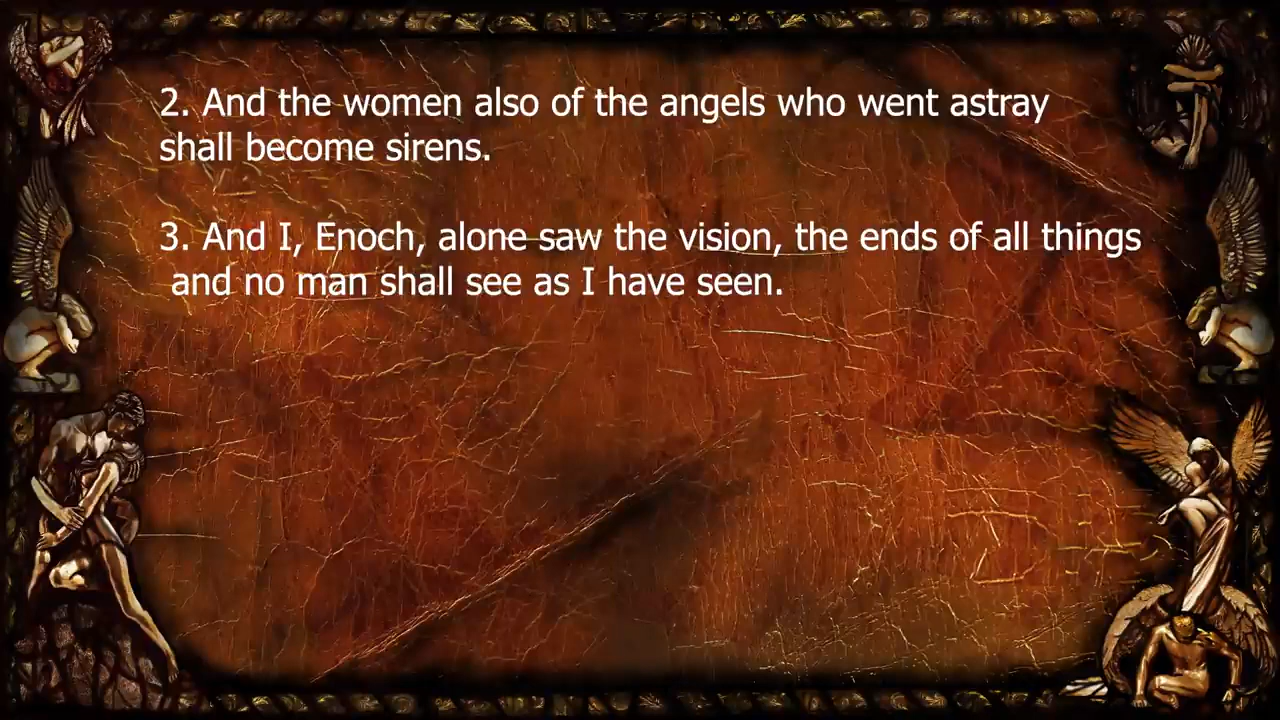 2. And the women also of the angels who went astray
shall become sirens.
3. And I, Enoch, alone saw the vision, the ends of all things
and no man shall see as I have seen.